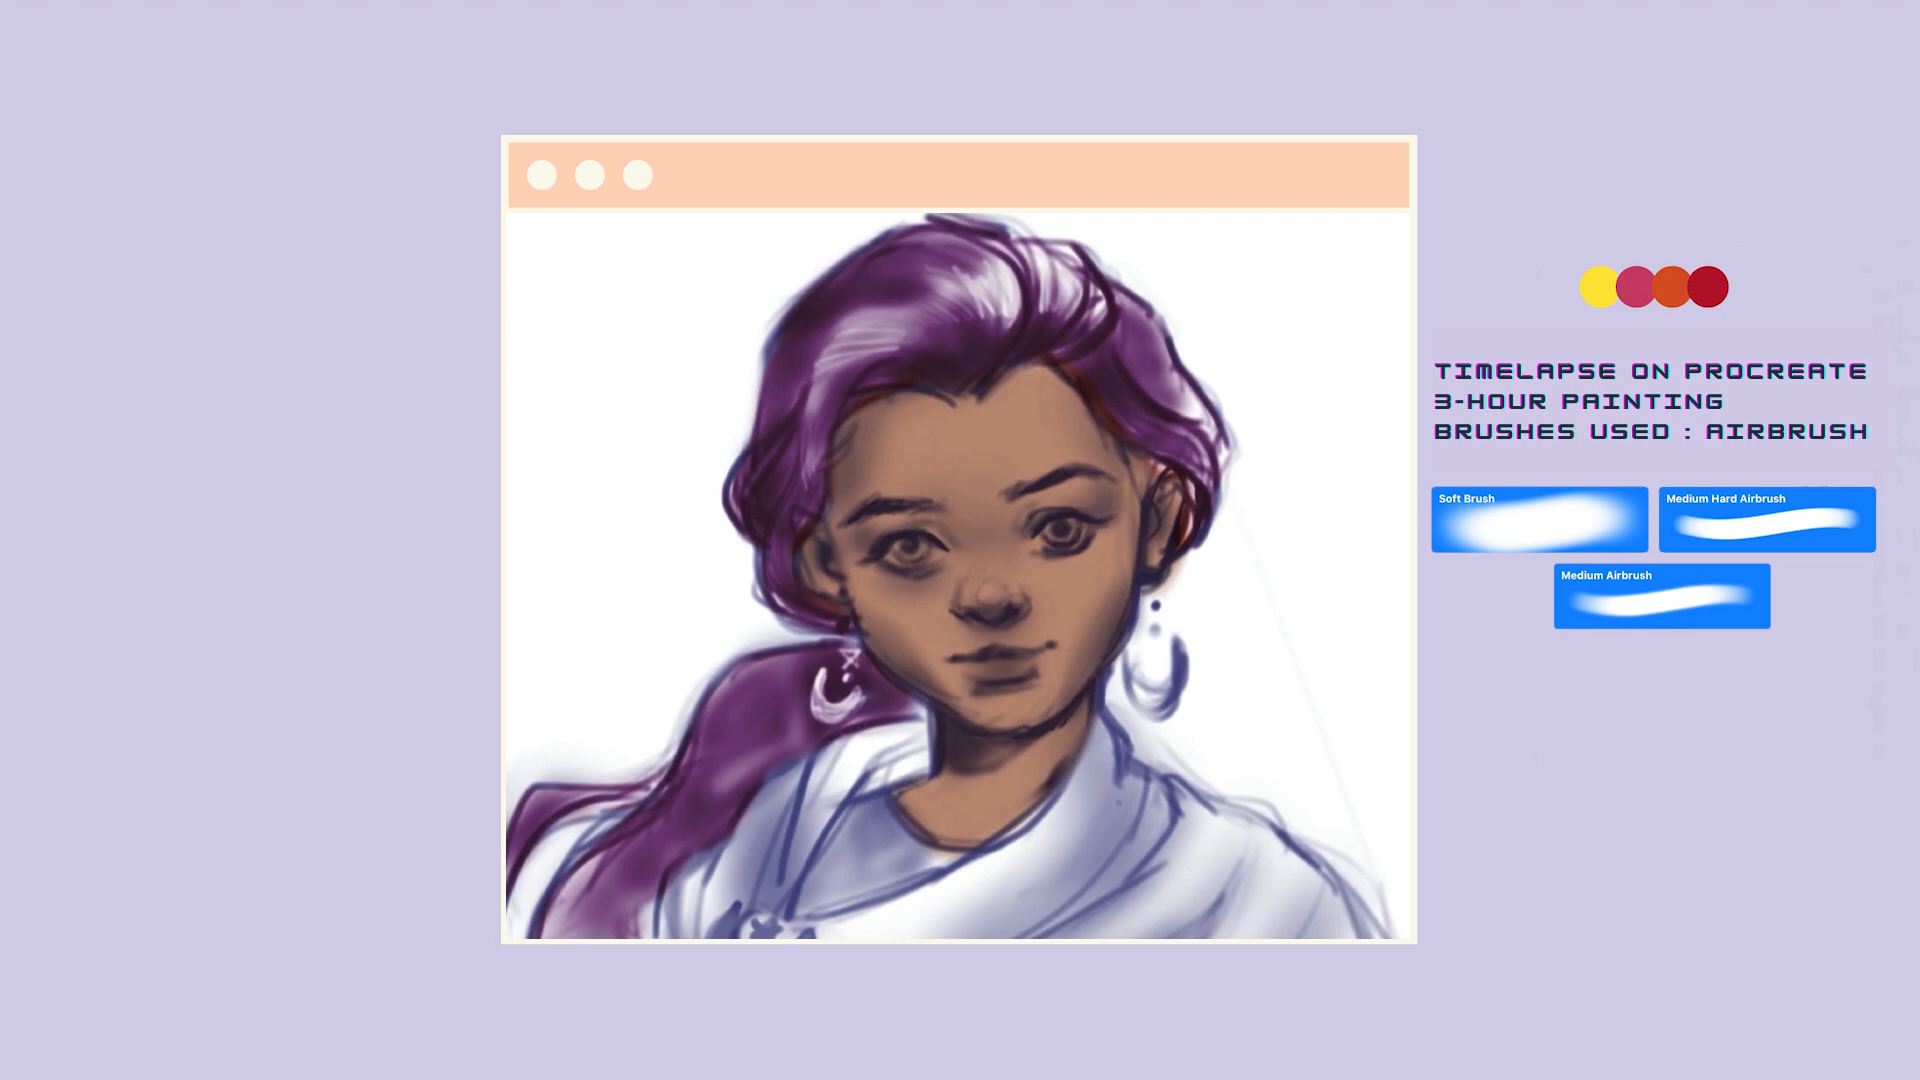 TIMELAPSE ON PROCREATE
3-HOUR PAINTING
BRUSHES USED : AIRBRUSH
Soft Brush
Medium Hard Airbrush
Medium Airbrush